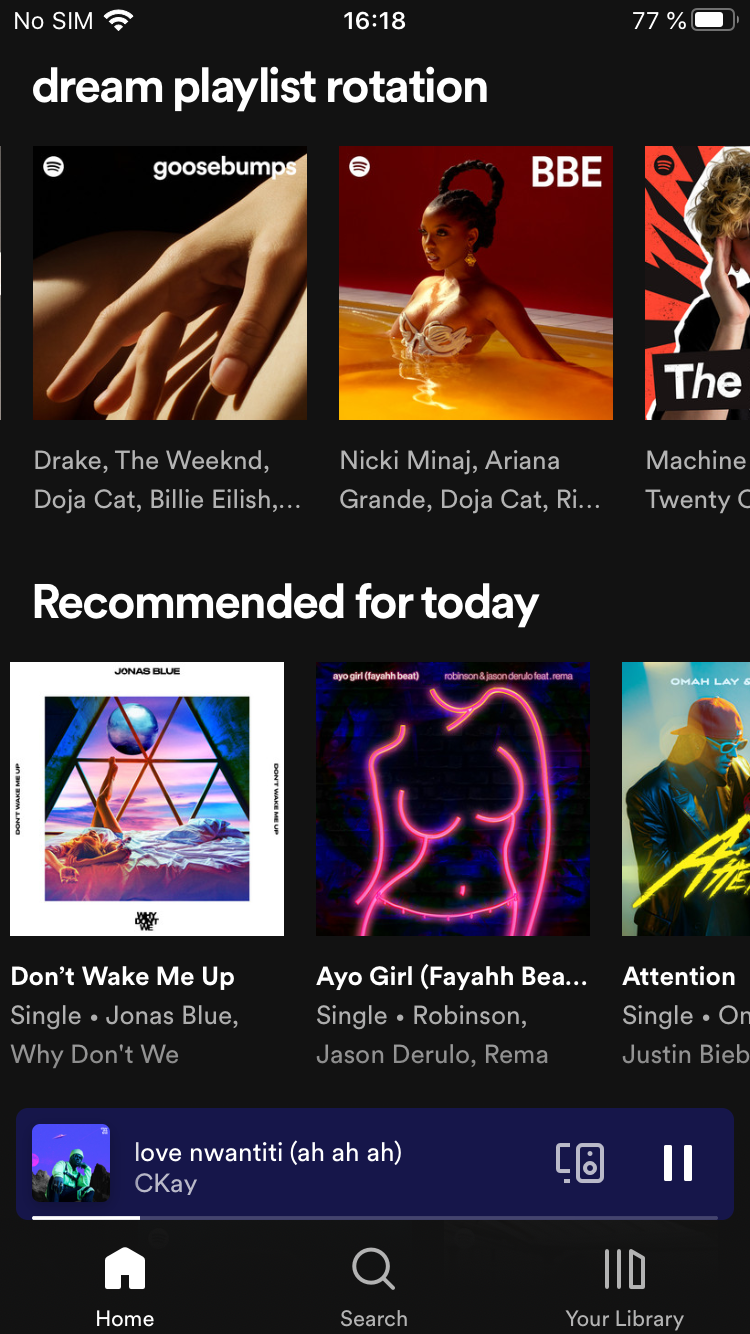 No SIM 16:18 77 %
dream playlist rotation
goosebumps
BBE
The
Drake, The Weeknd,
Doja Cat, Billie Eilish,...
Nicki Minaj, Ariana
Grande, Doja Cat, Ri...
Machine
Twenty
Recommended for today
JONAS BLUE
DON'T WAKE ME UP
DON'T WAKE ME UP
WHY
DON'T
WE
ayo girl (fayahh beat)
robinson & jason derulo feat. rema
OMAH LAY &
Don't Wake Me Up
Single • Jonas Blue,
Why Don't We
Ayo Girl (Fayahh Bea...
Single • Robinson,
Jason Derulo, Rema
Attention
Single • Om
Justin Bieb
love nwantiti (ah ah ah)
CKay
Home
Search
Your Library